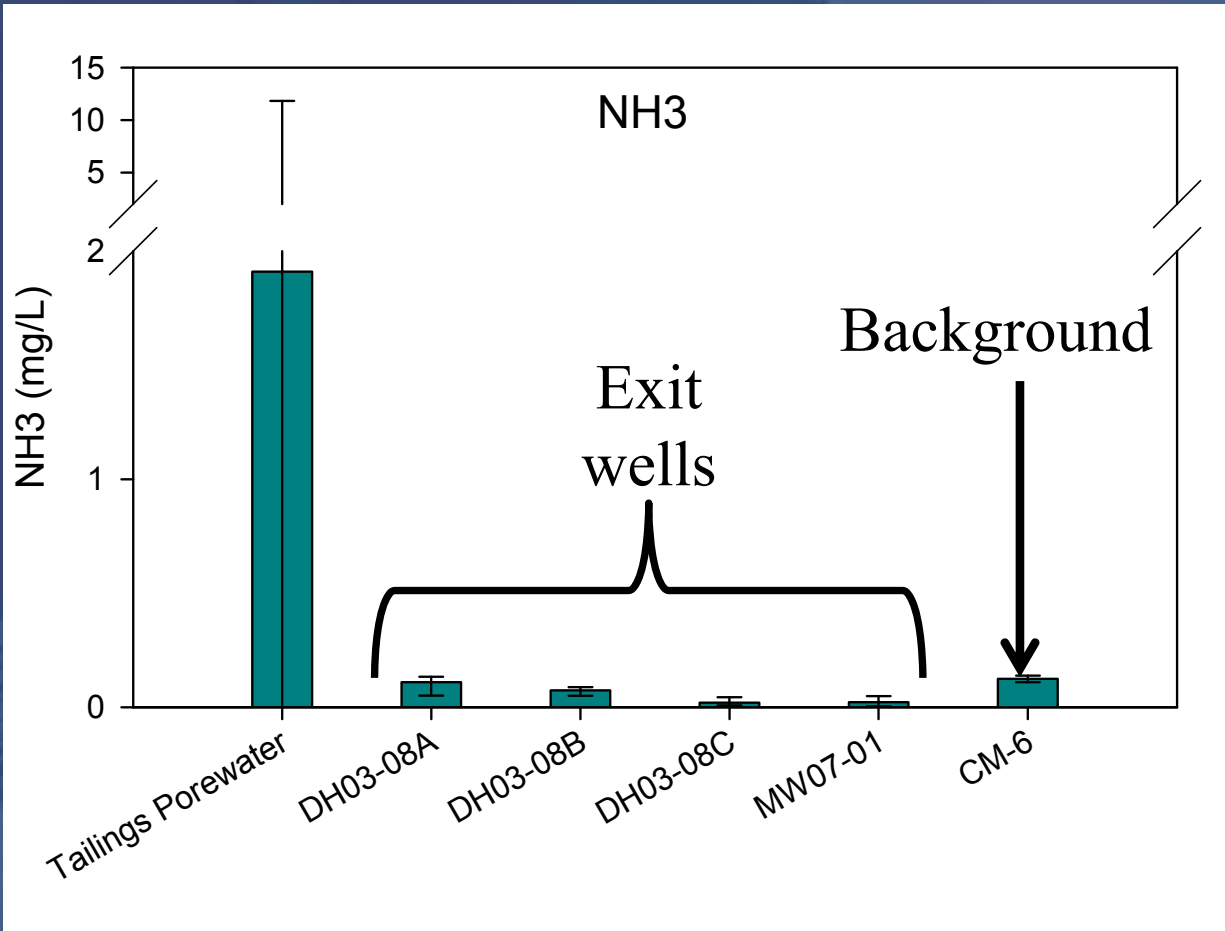 NH3
15
10
5
2
1
0
NH3 (mg/L)
Background
Exit
wells
Tailings Porewater
DH03-08A
DH03-08B
DH03-08C
MW07-01
CM-6